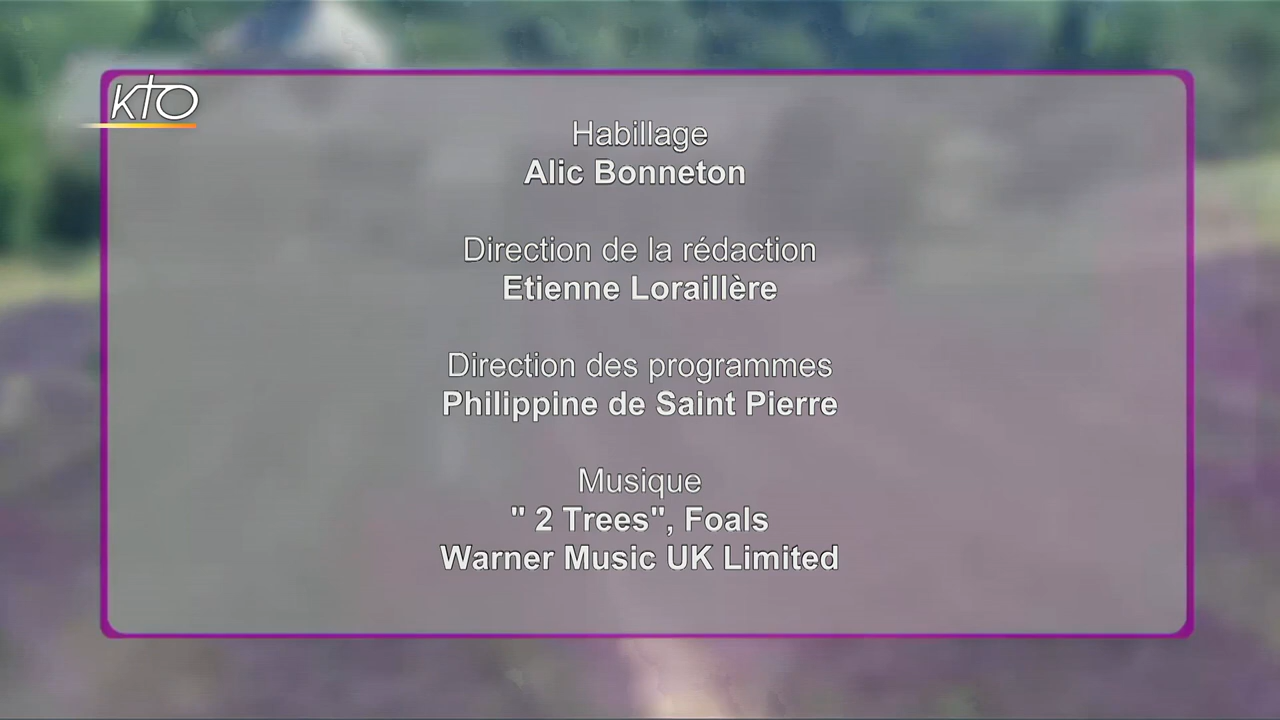 KTO
Habillage
Alic Bonneton
Direction de la rédaction
Etienne Loraillère
Direction des programmes
Philippine de Saint Pierre
Musique
" 2 Trees", Foals
Warner Music UK Limited